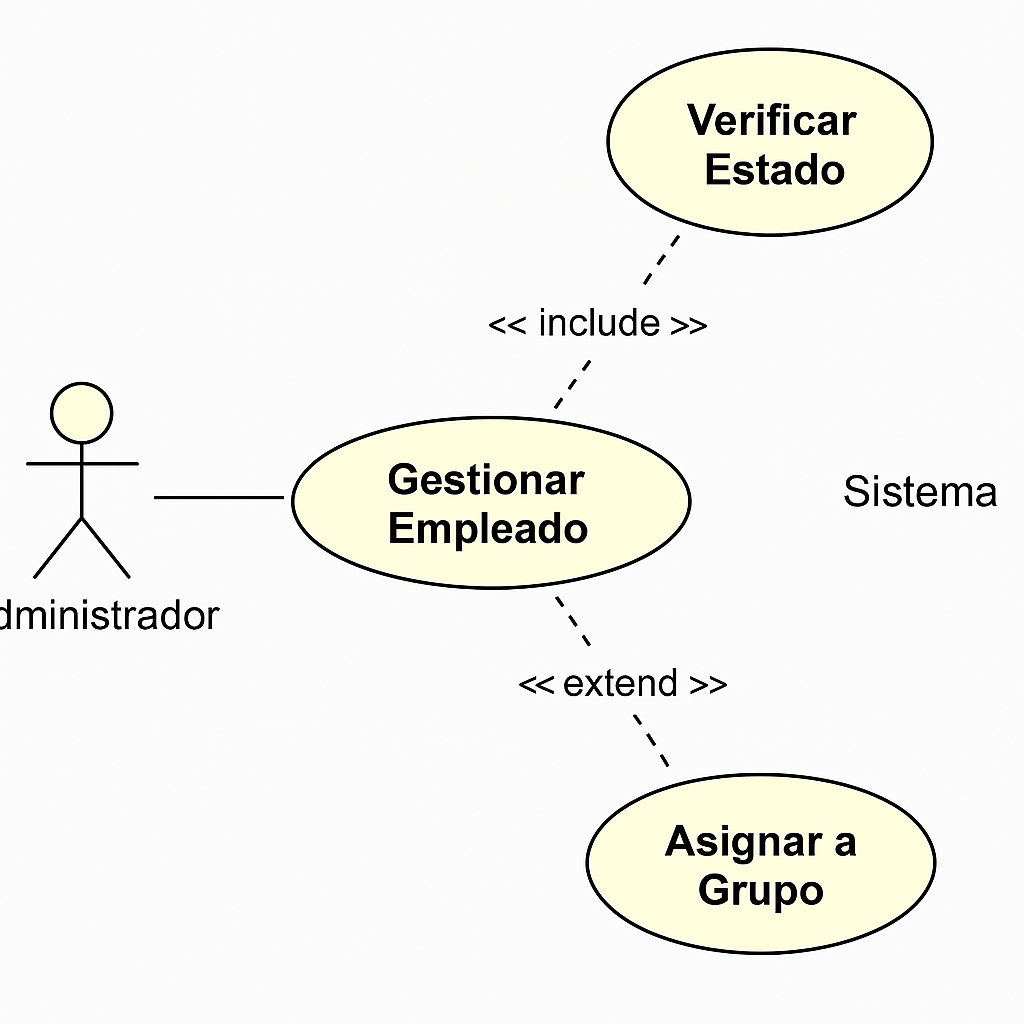 Verificar
Estado
<< include >>
Gestionar
Empleado
Sistema
dministrador
<< extend >>
Asignar a
Grupo